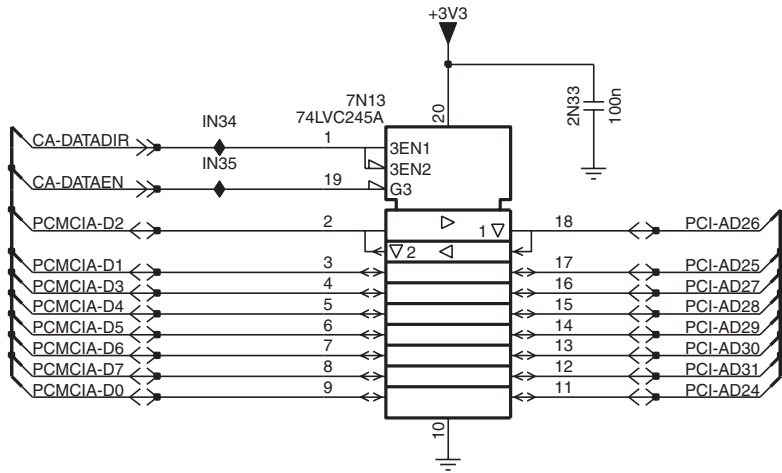 +3V3
7N13
74LVC245A
20
2N33
100n
CA-DATADIR
IN34
1
3EN1
3EN2
CA-DATAEN
IN35
19
G3
PCMCIA-D2
2
1
18
PCI-AD26
2
PCMCIA-D1
3
17
PCI-AD25
PCMCIA-D3
4
16
PCI-AD27
PCMCIA-D4
5
15
PCI-AD28
PCMCIA-D5
6
14
PCI-AD29
PCMCIA-D6
7
13
PCI-AD30
PCMCIA-D7
8
12
PCI-AD31
PCMCIA-D0
9
11
PCI-AD24
10